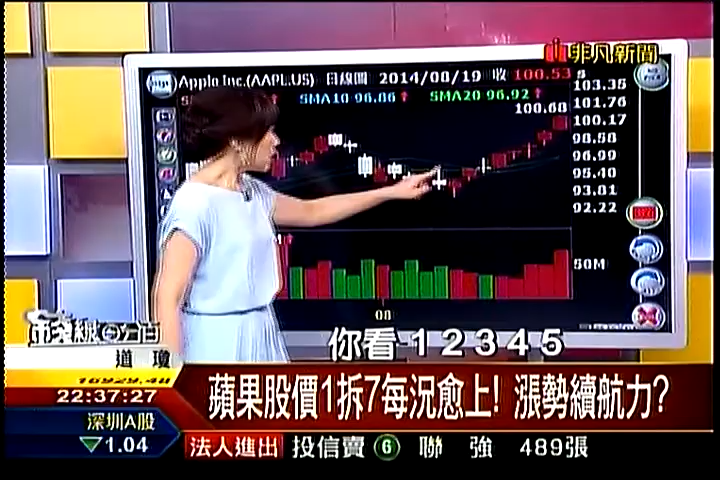 非凡新聞
Apple Inc.(AAPL.US) 日線圖 2014/08/19 收 100.53 s
SMA10 96.86 ↑ SMA20 96.92 ↑
100.68
103.35
101.76
100.17
98.58
96.99
95.40
93.81
92.22
50M
08
你看 1 2 3 4 5
道瓊
16929.48
22:37:27
蘋果股價1拆7每況愈上! 漲勢續航力?
深圳A股
▽1.04
法人進出 投信賣 6 聯 強 489張